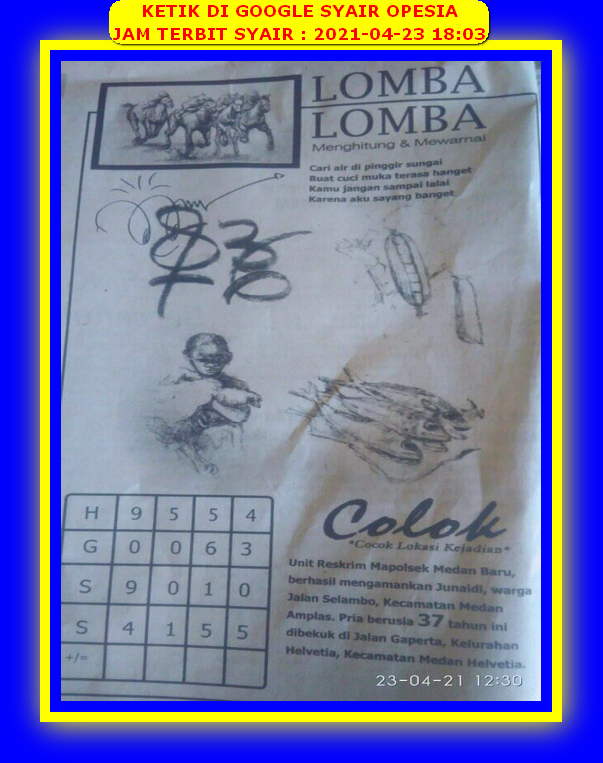 KETIK DI GOOGLE SYAIR OPESIA
JAM TERBIT SYAIR : 2021-04-23 18:03
LOMBA
LOMBA
Menghitung & Mewarnai
Cari air di pinggir sungai
Buat cuci muka terasa hanget
Kamu jangan sampai lalai
Karena aku sayang banget
H 9 5 5 4
G 0 0 6 3
S 9 0 1 0
S 4 1 5 5
+/=
Colok
*Cocok Lokasi Kejadian*
Unit Reskrim Mapolsek Medan Baru,
berhasil mengamankan Junaidi, warga
Jalan Selambo, Kecamatan Medan
Amplas. Pria berusia 37 tahun ini
dibekuk di Jalan Gaperta, Kelurahan
Helvetia, Kecamatan Medan Helvetia.
23-04-21 12:30